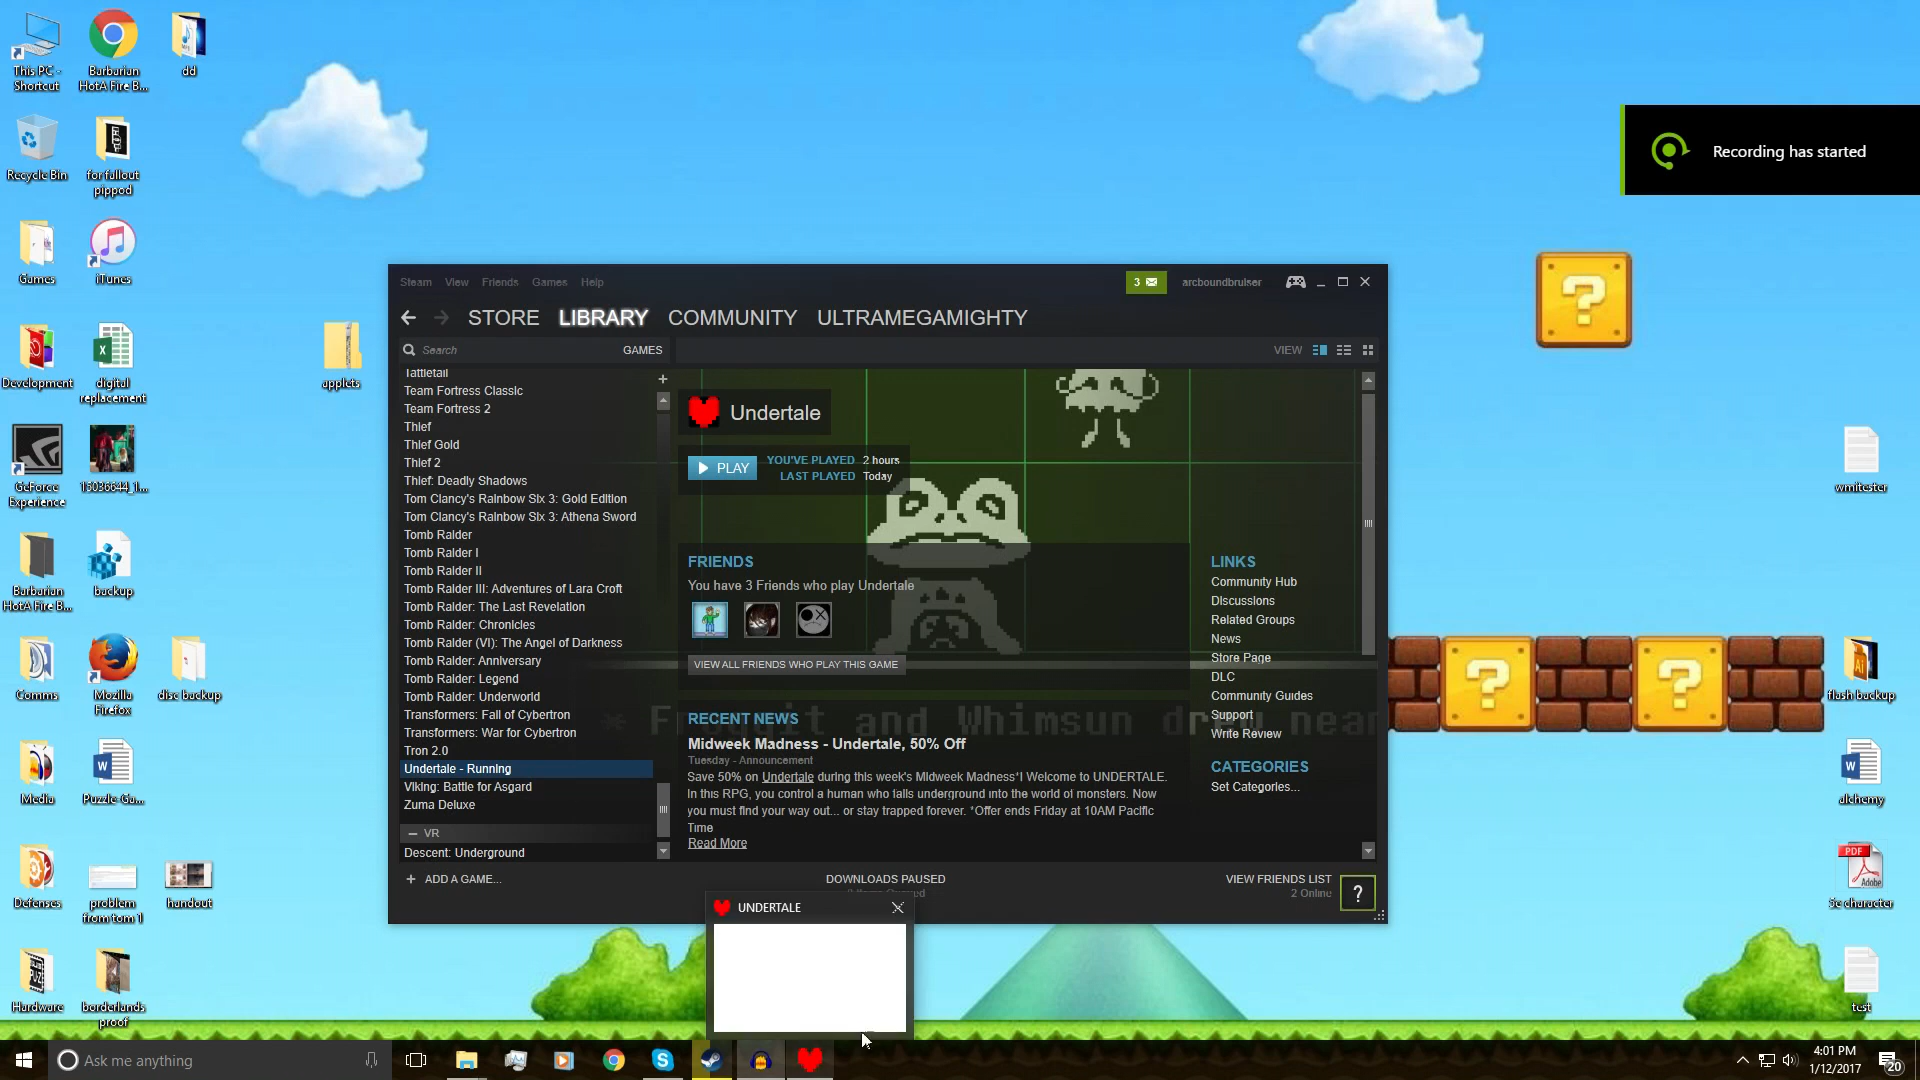 This PC -
Shortcut
Barbarian
HotA Fire B...
dd
Recycle Bin
for fallout
pippod
Games
iTunes
Development
digital
replacement
applets
GeForce
Experience
15036644_1...
Barbarian
HotA Fire B...
backup
Comms
Mozilla
Firefox
disc backup
Media
Puzzle-Ga...
Defenses
problem
from tom 1
handout
Hardware
borderlands
proof
Recording has started
Steam View Friends Games Help
3
arcboundbruiser
STORE LIBRARY COMMUNITY ULTRAMEGAMIGHTY
Search
GAMES
VIEW
Tattletail
Team Fortress Classic
Team Fortress 2
Thief
Thief Gold
Thief 2
Thief: Deadly Shadows
Tom Clancy's Rainbow Six 3: Gold Edition
Tom Clancy's Rainbow Six 3: Athena Sword
Tomb Raider
Tomb Raider I
Tomb Raider II
Tomb Raider III: Adventures of Lara Croft
Tomb Raider: The Last Revelation
Tomb Raider: Chronicles
Tomb Raider (VI): The Angel of Darkness
Tomb Raider: Anniversary
Tomb Raider: Legend
Tomb Raider: Underworld
Transformers: Fall of Cybertron
Transformers: War for Cybertron
Tron 2.0
Undertale - Running
Viking: Battle for Asgard
Zuma Deluxe
— VR
Descent: Underground
+ ADD A GAME...
Undertale
PLAY
YOU'VE PLAYED 2 hours
LAST PLAYED Today
FRIENDS
You have 3 Friends who play Undertale
VIEW ALL FRIENDS WHO PLAY THIS GAME
* Froggit and Whimsun drew near
RECENT NEWS
Midweek Madness - Undertale, 50% Off
Tuesday - Announcement
Save 50% on Undertale during this week's Midweek Madness*! Welcome to UNDERTALE.
In this RPG, you control a human who falls underground into the world of monsters. Now
you must find your way out... or stay trapped forever. *Offer ends Friday at 10AM Pacific
Time
Read More
LINKS
Community Hub
Discussions
Related Groups
News
Store Page
DLC
Community Guides
Support
Write Review
CATEGORIES
Set Categories...
DOWNLOADS PAUSED
VIEW FRIENDS LIST
2 Online
?
UNDERTALE
wmitester
flash backup
alchemy
PDF
Adobe
5e character
test
Ask me anything
4:01 PM
1/12/2017
20